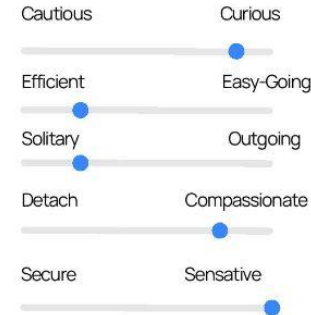 Cautious Curious
Efficient Easy-Going
Solitary Outgoing
Detach Compassionate
Secure Sensative